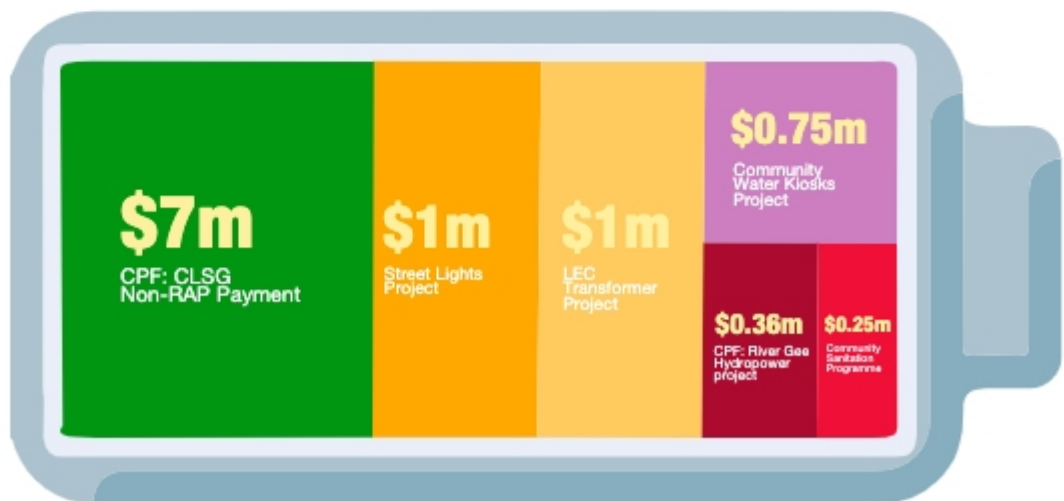 $7m
CPF: CLSG
Non-RAP Payment
$1m
Street Lights
Project
$1m
LEC
Transformer
Project
$0.75m
Community
Water Kiosks
Project
$0.36m
CPF: River Gee
Hydropower
project
$0.25m
Community
Sanitation
Programme